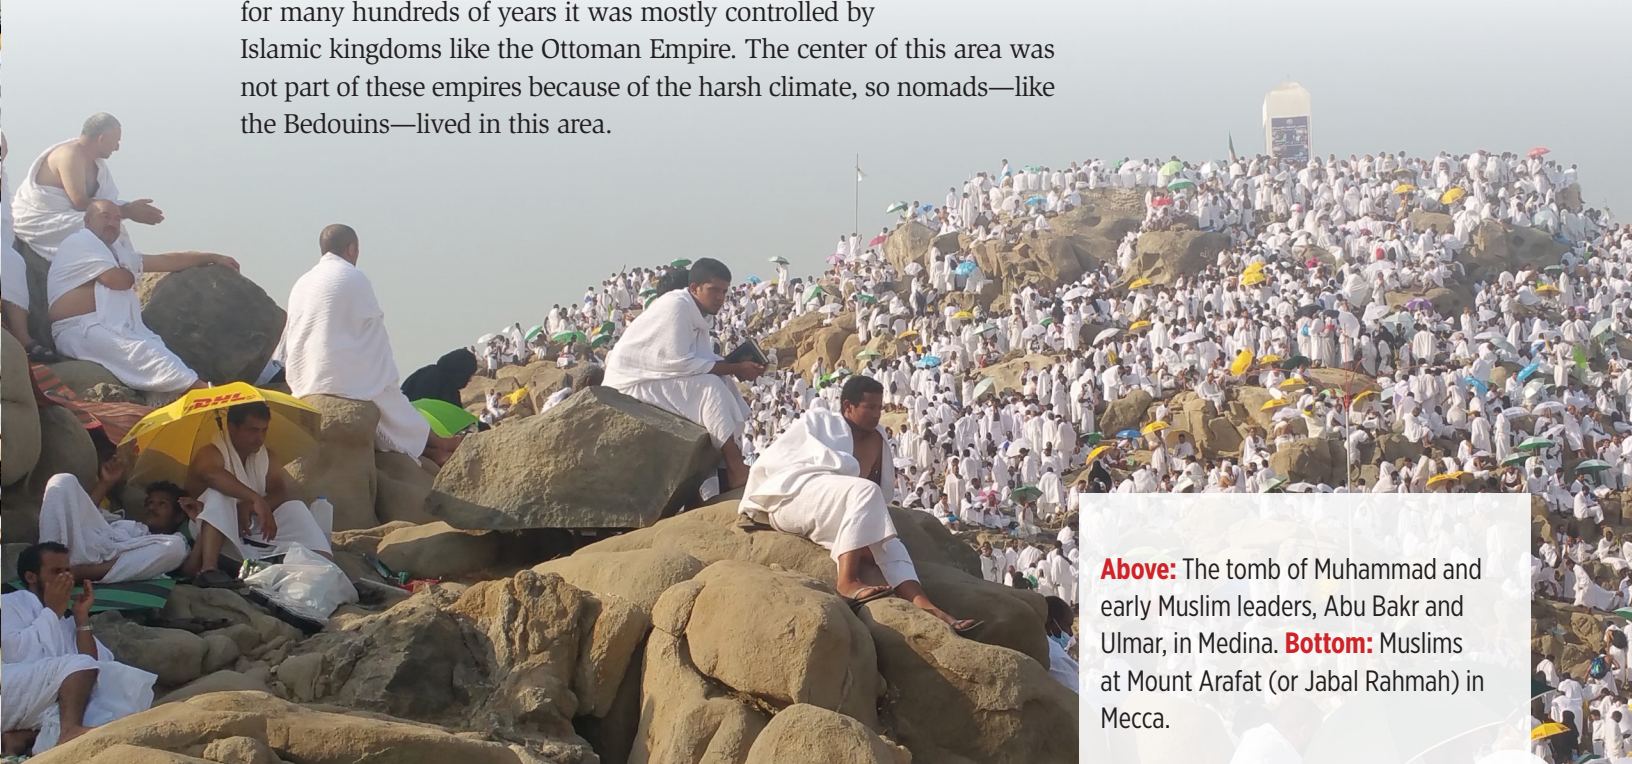 for many hundreds of years it was mostly controlled by
Islamic kingdoms like the Ottoman Empire. The center of this area was
not part of these empires because of the harsh climate, so nomads—like
the Bedouins—lived in this area.
DHL
Above: The tomb of Muhammad and
early Muslim leaders, Abu Bakr and
Ulmar, in Medina. Bottom: Muslims
at Mount Arafat (or Jabal Rahmah) in
Mecca.